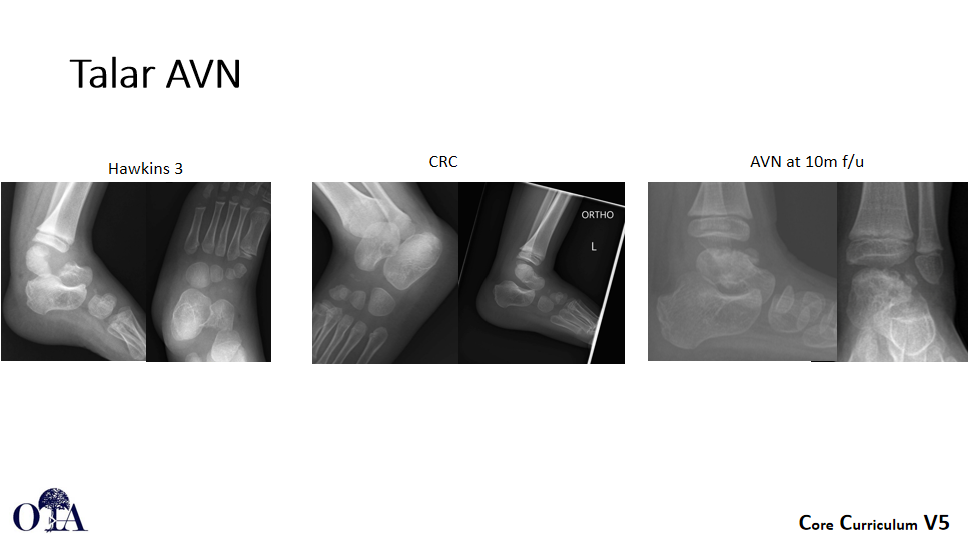 Talar AVN
Hawkins 3
CRC
AVN at 10m f/u
ORTHO
L
OTA
Core Curriculum V5